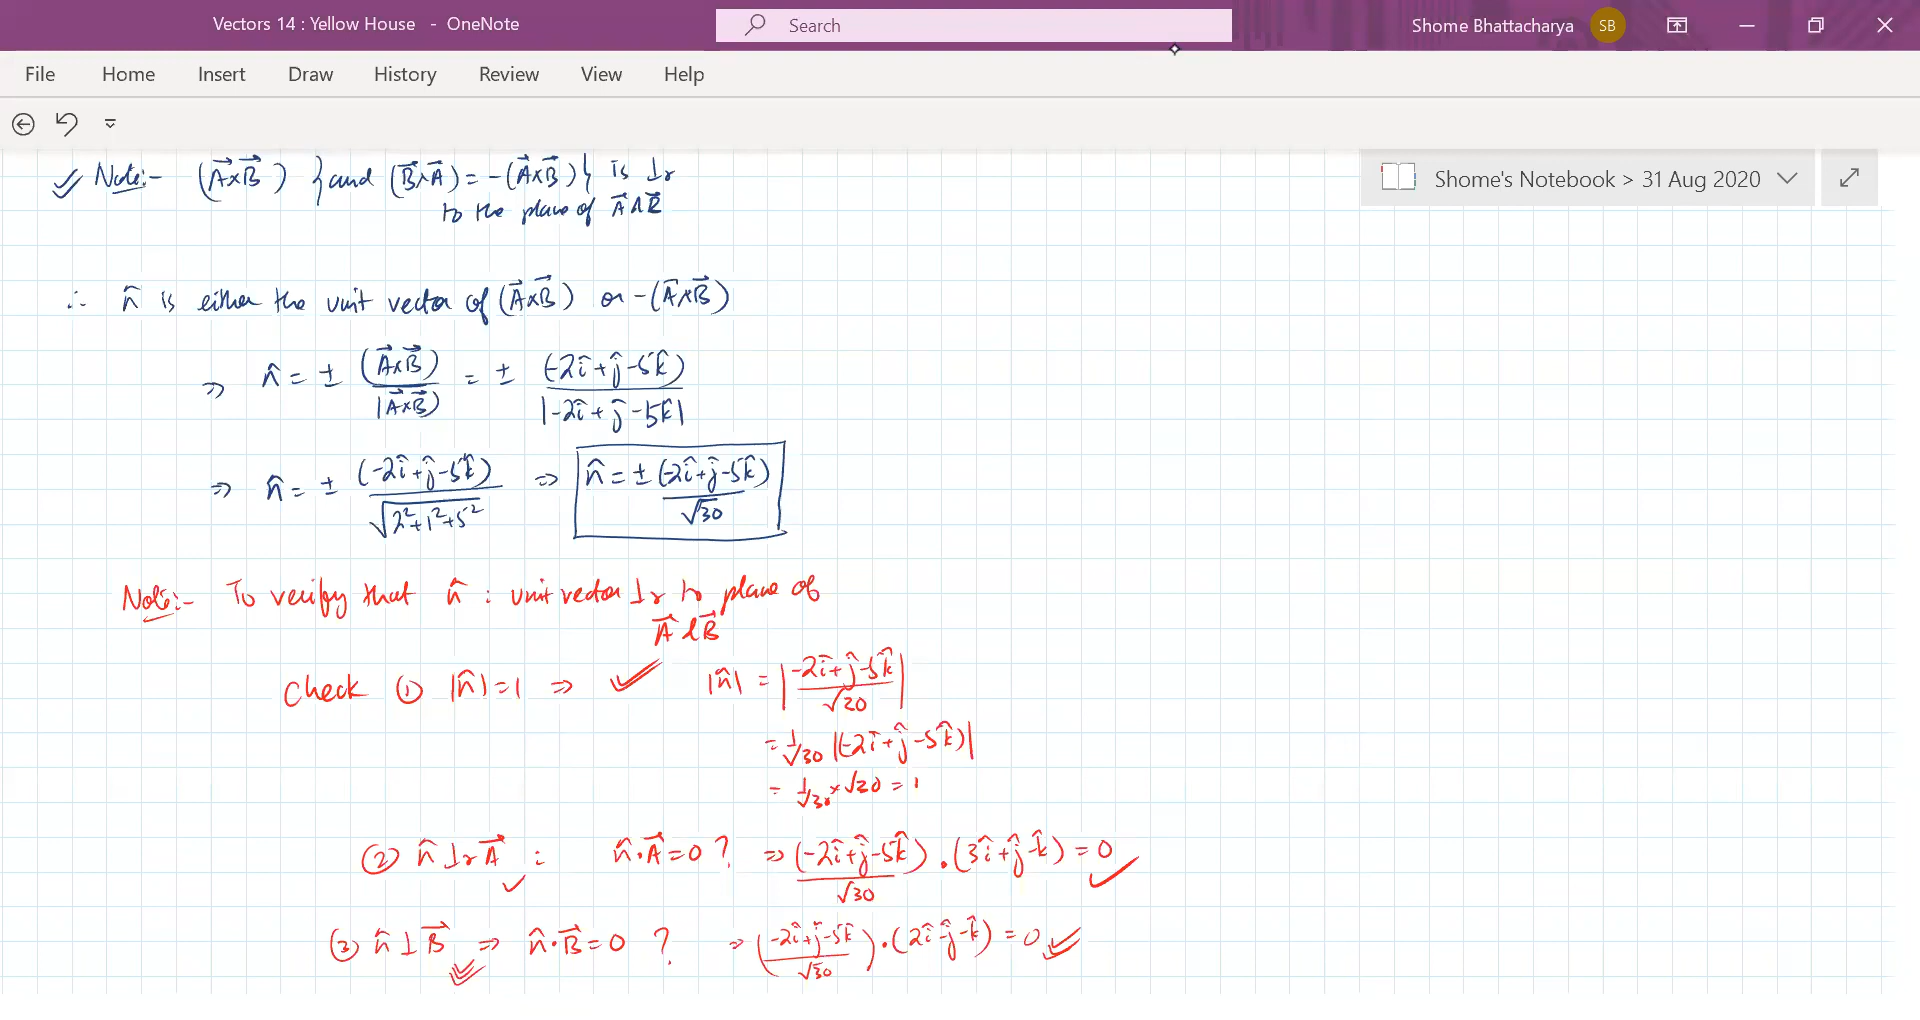 Vectors 14 : Yellow House - OneNote
Search
Shome Bhattacharya SB
File Home Insert Draw History Review View Help
Shome's Notebook > 31 Aug 2020
Note:- (A⃗×B⃗) } and (B⃗×A⃗) = -(A⃗×B⃗) } is ⊥r
to the plane of A⃗ & B⃗
∴ n̂ is either the unit vector of (A⃗×B⃗) or -(A⃗×B⃗)
⇒ n̂ = ± (A⃗×B⃗)/|A⃗×B⃗| = ± (-2î+ĵ-5k̂)/|-2î+ĵ-5k̂|
⇒ n̂ = ± (-2î+ĵ-5k̂)/√(2²+1²+5²) ⇒ n̂ = ± (-2î+ĵ-5k̂)/√30
Note:- To verify that n̂ : unit vector ⊥r to plane of
A⃗ & B⃗
Check ① |n̂| = 1 ⇒ ✓ |n̂| = |(-2î+ĵ-5k̂)/√30|
= 1/√30 |(-2î+ĵ-5k̂)|
= 1/√30 × √30 = 1
② n̂ ⊥r A⃗ : n̂·A⃗ = 0 ? ⇒ (-2î+ĵ-5k̂)/√30 · (3î+ĵ-k̂) = 0 ✓
③ n̂ ⊥ B⃗ ⇒ n̂·B⃗ = 0 ? ⇒ ((-2î+ĵ-5k̂)/√30) · (2î-ĵ-k̂) = 0 ✓